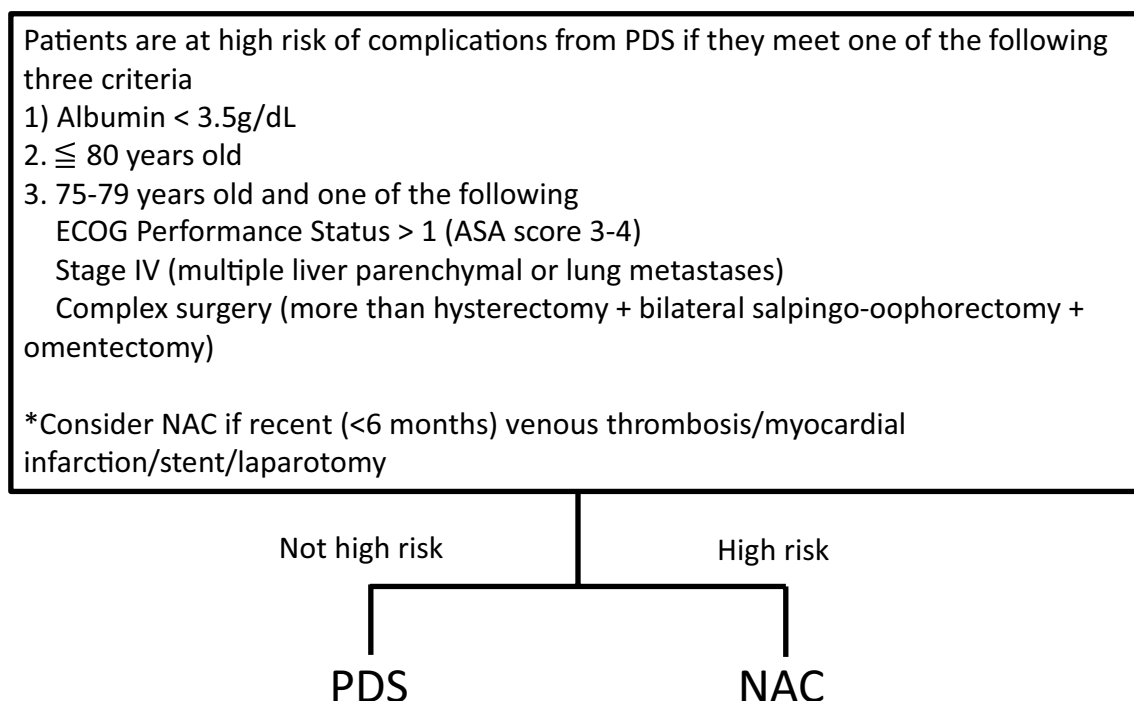 Patients are at high risk of complications from PDS if they meet one of the following
three criteria
1) Albumin < 3.5g/dL
2. ≦ 80 years old
3. 75-79 years old and one of the following
ECOG Performance Status > 1 (ASA score 3-4)
Stage IV (multiple liver parenchymal or lung metastases)
Complex surgery (more than hysterectomy + bilateral salpingo-oophorectomy +
omentectomy)
*Consider NAC if recent (<6 months) venous thrombosis/myocardial
infarction/stent/laparotomy
Not high risk
High risk
PDS
NAC